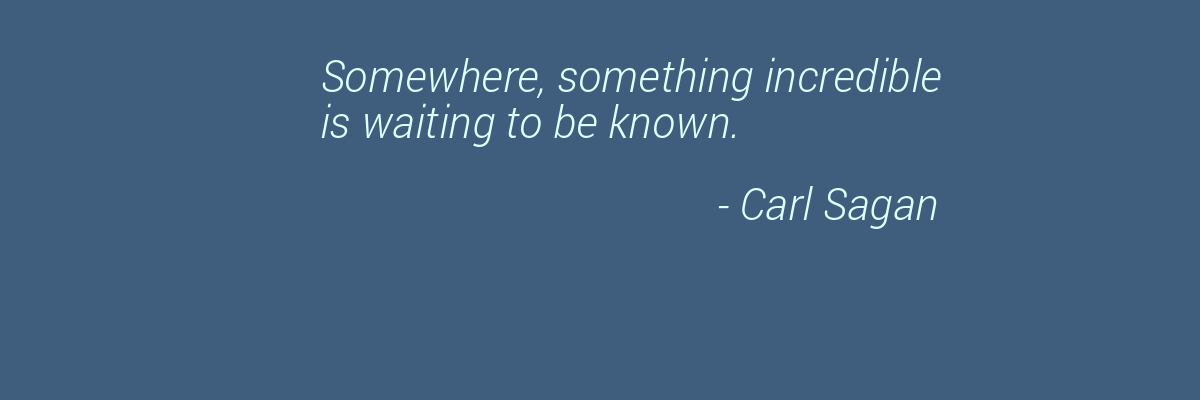 Somewhere, something incredible
is waiting to be known.
- Carl Sagan